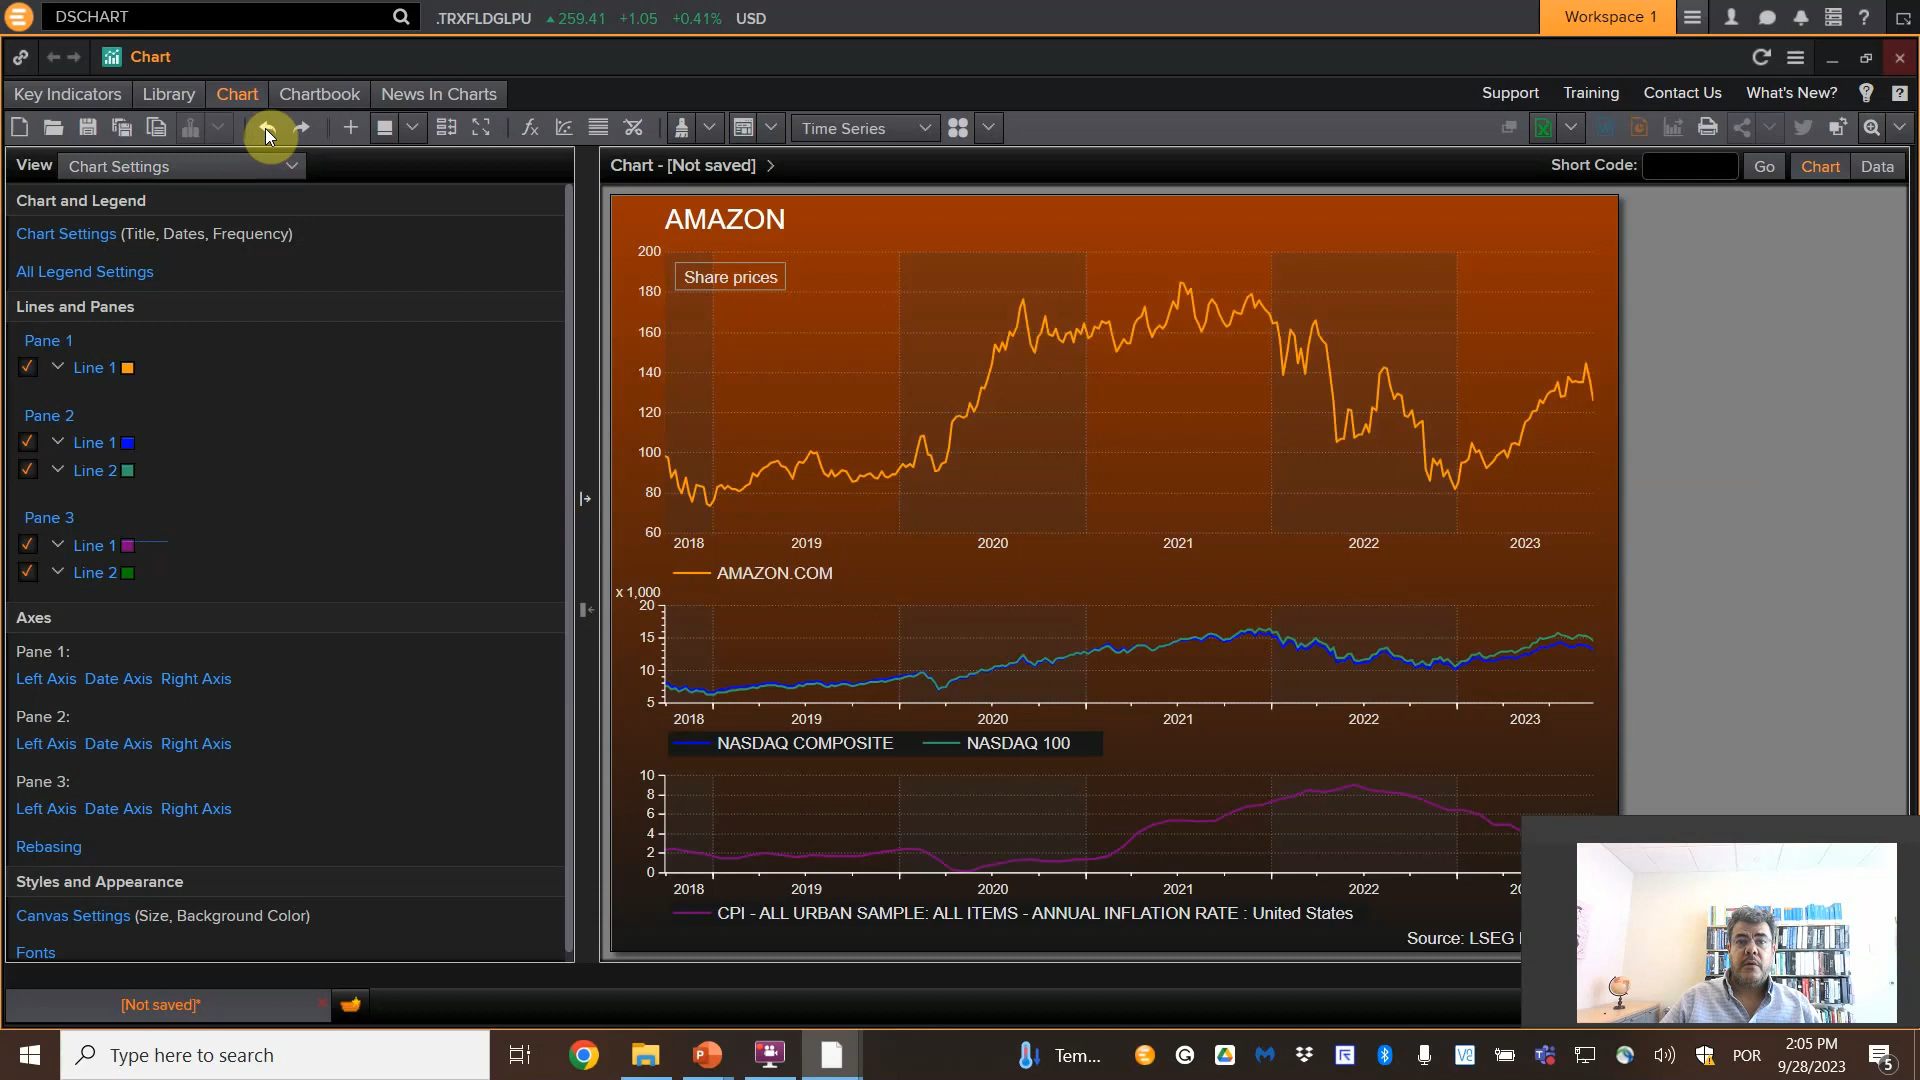 DSCHART
.TRXFLDGLPU 259.41 +1.05 +0.41% USD
Workspace 1
Chart
Key Indicators Library Chart Chartbook News In Charts
Support Training Contact Us What's New?
Time Series
View Chart Settings
Chart - [Not saved]
Short Code: Go Chart Data
Chart and Legend
Chart Settings (Title, Dates, Frequency)
All Legend Settings
Lines and Panes
Pane 1
Line 1
Pane 2
Line 1
Line 2
Pane 3
Line 1
Line 2
Axes
Pane 1:
Left Axis Date Axis Right Axis
Pane 2:
Left Axis Date Axis Right Axis
Pane 3:
Left Axis Date Axis Right Axis
Rebasing
Styles and Appearance
Canvas Settings (Size, Background Color)
Fonts
AMAZON
Share prices
200
180
160
140
120
100
80
60
2018 2019 2020 2021 2022 2023
AMAZON.COM
x 1,000
20
15
10
5
2018 2019 2020 2021 2022 2023
NASDAQ COMPOSITE NASDAQ 100
10
8
6
4
2
0
2018 2019 2020 2021 2022
CPI - ALL URBAN SAMPLE: ALL ITEMS - ANNUAL INFLATION RATE : United States
Source: LSEG
[Not saved]*
Type here to search
Tem...
POR
2:05 PM
9/28/2023
5